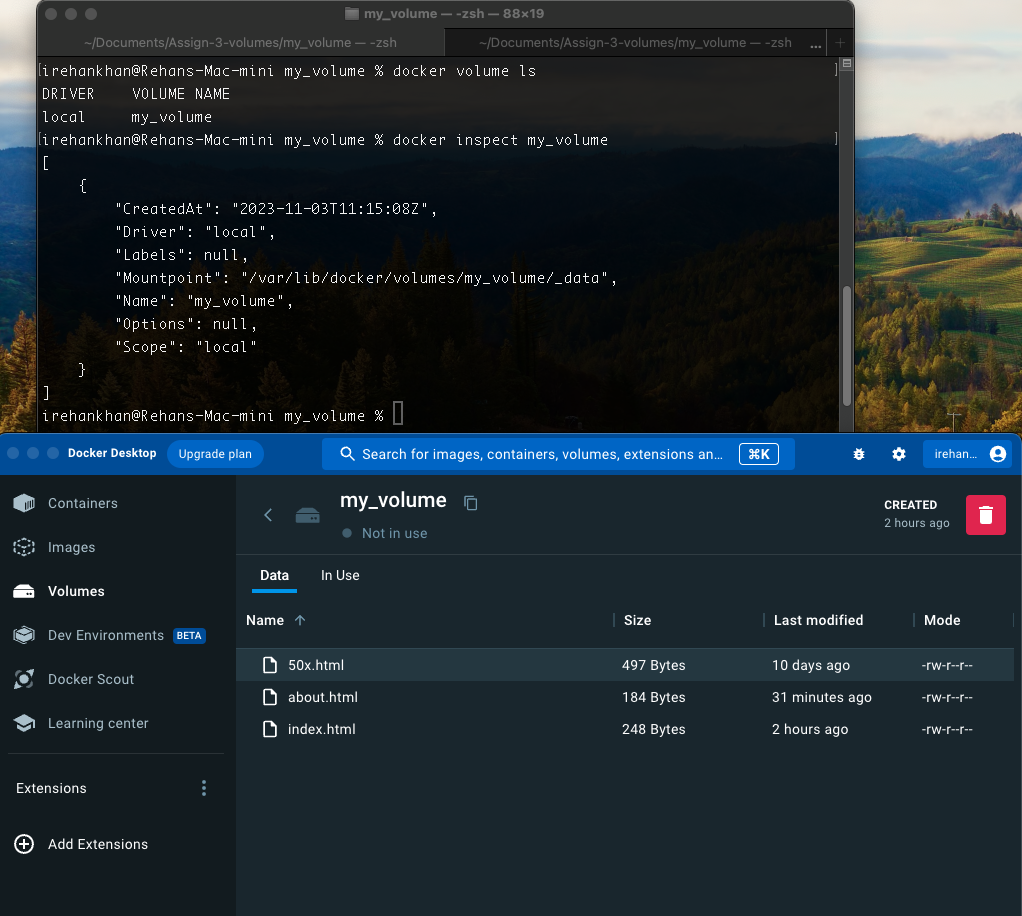 my_volume — -zsh — 88×19
~/Documents/Assign-3-volumes/my_volume — -zsh
~/Documents/Assign-3-volumes/my_volume — -zsh ...
[irehankhan@Rehans-Mac-mini my_volume % docker volume ls ]
DRIVER    VOLUME NAME
local     my_volume
[irehankhan@Rehans-Mac-mini my_volume % docker inspect my_volume ]
[
    {
        "CreatedAt": "2023-11-03T11:15:08Z",
        "Driver": "local",
        "Labels": null,
        "Mountpoint": "/var/lib/docker/volumes/my_volume/_data",
        "Name": "my_volume",
        "Options": null,
        "Scope": "local"
    }
]
irehankhan@Rehans-Mac-mini my_volume %
Docker Desktop
Upgrade plan
Search for images, containers, volumes, extensions an...
⌘K
irehan...
Containers
Images
Volumes
Dev Environments BETA
Docker Scout
Learning center
Extensions
Add Extensions
my_volume
Not in use
CREATED
2 hours ago
Data In Use
Name Size Last modified Mode
50x.html 497 Bytes 10 days ago -rw-r--r--
about.html 184 Bytes 31 minutes ago -rw-r--r--
index.html 248 Bytes 2 hours ago -rw-r--r--